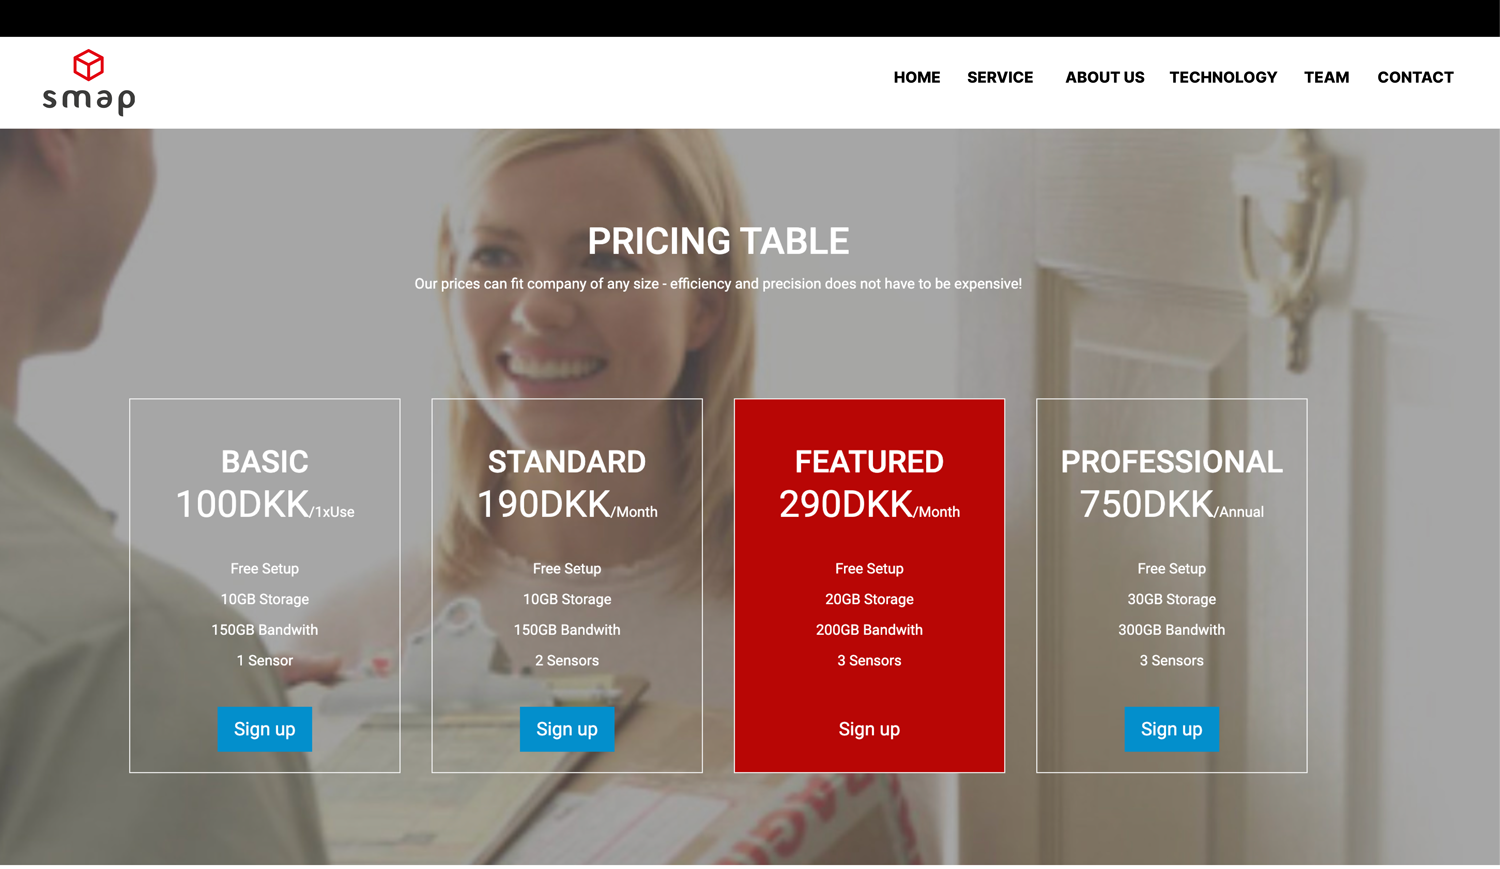 smap
HOME SERVICE ABOUT US TECHNOLOGY TEAM CONTACT
PRICING TABLE
Our prices can fit company of any size - efficiency and precision does not have to be expensive!
BASIC
100DKK/1xUse
Free Setup
10GB Storage
150GB Bandwith
1 Sensor
Sign up
STANDARD
190DKK/Month
Free Setup
10GB Storage
150GB Bandwith
2 Sensors
Sign up
FEATURED
290DKK/Month
Free Setup
20GB Storage
200GB Bandwith
3 Sensors
Sign up
PROFESSIONAL
750DKK/Annual
Free Setup
30GB Storage
300GB Bandwith
3 Sensors
Sign up